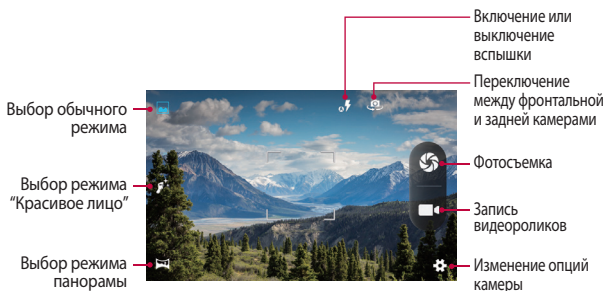 Включение или
выключение
вспышки
Переключение
между фронтальной
и задней камерами
Выбор обычного
режима
Фотосъемка
Выбор режима
"Красивое лицо"
Запись
видеороликов
Выбор режима
панорамы
Изменение опций
камеры